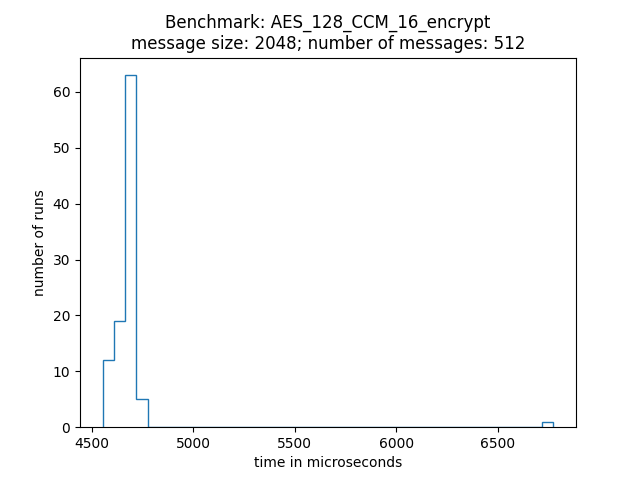 Benchmark: AES_128_CCM_16_encrypt
message size: 2048; number of messages: 512
number of runs
60
50
40
30
20
10
0
4500 5000 5500 6000 6500
time in microseconds